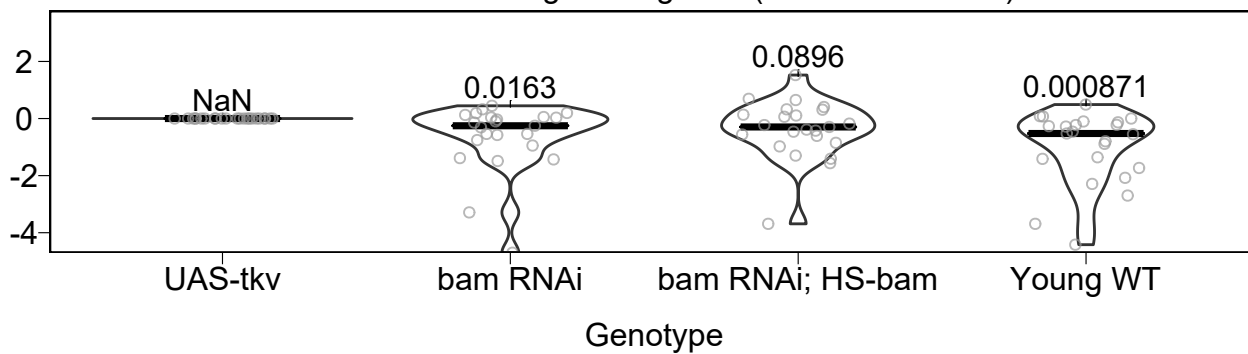 2
0.0896
0.0163
0.000871
NaN
0
-2
-4
UAS-tkv
bam RNAi
bam RNAi; HS-bam
Young WT
Genotype